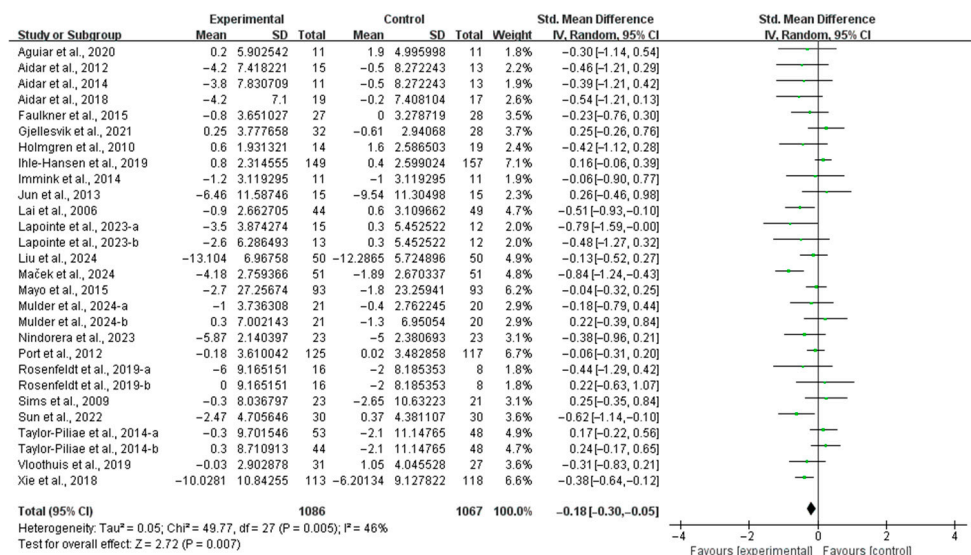 Experimental Control Std. Mean Difference Std. Mean Difference
Study or Subgroup Mean SD Total Mean SD Total Weight IV, Random, 95% CI IV, Random, 95% CI
Aguiar et al., 2020 0.2 5.902542 11 1.9 4.995998 11 1.8% −0.30 [−1.14, 0.54]
Aidar et al., 2012 −4.2 7.418221 15 −0.5 8.272243 13 2.2% −0.46 [−1.21, 0.29]
Aidar et al., 2014 −3.8 7.830709 11 −0.5 8.272243 13 1.9% −0.39 [−1.21, 0.42]
Aidar et al., 2018 −4.2 7.1 19 −0.2 7.408104 17 2.6% −0.54 [−1.21, 0.13]
Faulkner et al., 2015 −0.8 3.651027 27 0 3.278719 28 3.6% −0.23 [−0.76, 0.30]
Gjellesvik et al., 2021 0.25 3.777658 32 −0.61 2.94068 28 3.7% 0.25 [−0.26, 0.76]
Holmgren et al., 2010 0.6 1.931321 14 1.6 2.586503 19 2.4% −0.42 [−1.12, 0.28]
Ihle-Hansen et al., 2019 0.8 2.314555 149 0.4 2.599024 157 7.5% 0.16 [−0.06, 0.39]
Immink et al., 2014 −1.2 3.119295 11 −1 3.119295 11 1.8% −0.06 [−0.90, 0.77]
Jun et al., 2013 −6.46 11.58746 15 −9.54 11.30498 15 2.4% 0.26 [−0.46, 0.98]
Lai et al., 2006 −0.9 2.662705 44 0.6 3.109662 49 4.7% −0.51 [−0.93, −0.10]
Lapointe et al., 2023-a −3.5 3.874274 15 0.3 5.452522 12 2.0% −0.79 [−1.59, −0.00]
Lapointe et al., 2023-b −2.6 6.286493 13 0.3 5.452522 12 2.0% −0.48 [−1.27, 0.32]
Liu et al., 2024 −13.104 6.96758 50 −12.2865 5.724896 50 5.0% −0.13 [−0.52, 0.27]
Maček et al., 2024 −4.18 2.759366 51 −1.89 2.670337 51 4.8% −0.84 [−1.24, −0.43]
Mayo et al., 2015 −2.7 27.25674 93 −1.8 23.25941 93 6.4% −0.04 [−0.32, 0.25]
Mulder et al., 2024-a −1 3.736308 21 −0.4 2.762245 20 2.9% −0.18 [−0.79, 0.44]
Mulder et al., 2024-b 0.3 7.002143 21 −1.3 6.95054 20 2.9% 0.22 [−0.39, 0.84]
Nindorera et al., 2023 −5.87 2.140397 23 −5 2.380693 23 3.1% −0.38 [−0.96, 0.21]
Port et al., 2012 −0.18 3.610042 125 0.02 3.482858 117 7.1% −0.06 [−0.31, 0.20]
Rosenfeldt et al., 2019-a −6 9.165151 16 −2 8.185353 8 1.7% −0.44 [−1.29, 0.42]
Rosenfeldt et al., 2019-b 0 9.165151 16 −2 8.185353 8 1.8% 0.22 [−0.63, 1.07]
Sims et al., 2009 −0.3 8.036797 23 −2.65 10.63223 21 3.0% 0.25 [−0.35, 0.84]
Sun et al., 2022 −2.47 4.705646 30 0.37 4.381107 30 3.6% −0.62 [−1.14, −0.10]
Taylor-Piliae et al., 2014-a −0.3 9.701546 53 −2.1 11.14765 48 5.0% 0.17 [−0.22, 0.56]
Taylor-Piliae et al., 2014-b 0.3 8.710913 44 −2.1 11.14765 48 4.8% 0.24 [−0.17, 0.65]
Vloothuis et al., 2019 −0.03 2.902878 31 1.05 4.045528 27 3.6% −0.31 [−0.83, 0.21]
Xie et al., 2018 −10.0281 10.84255 113 −6.20134 9.127822 118 6.6% −0.38 [−0.64, −0.12]
Total (95% CI) 1086 1067 100.0% −0.18 [−0.30, −0.05]
Heterogeneity: Tau² = 0.05; Chi² = 49.77, df = 27 (P = 0.005); I² = 46%
Test for overall effect: Z = 2.72 (P = 0.007)
−4 −2 0 2 4
Favours [experimental] Favours [control]